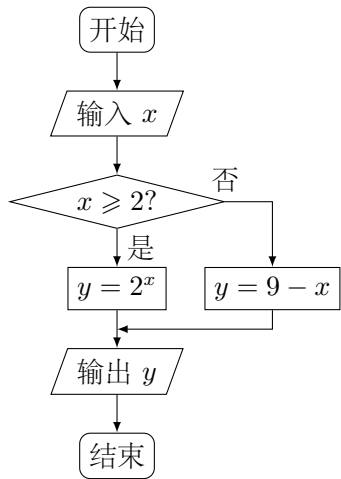 开始
输入 x
x ⩾ 2?
否
是
y = 2^x
y = 9 − x
输出 y
结束